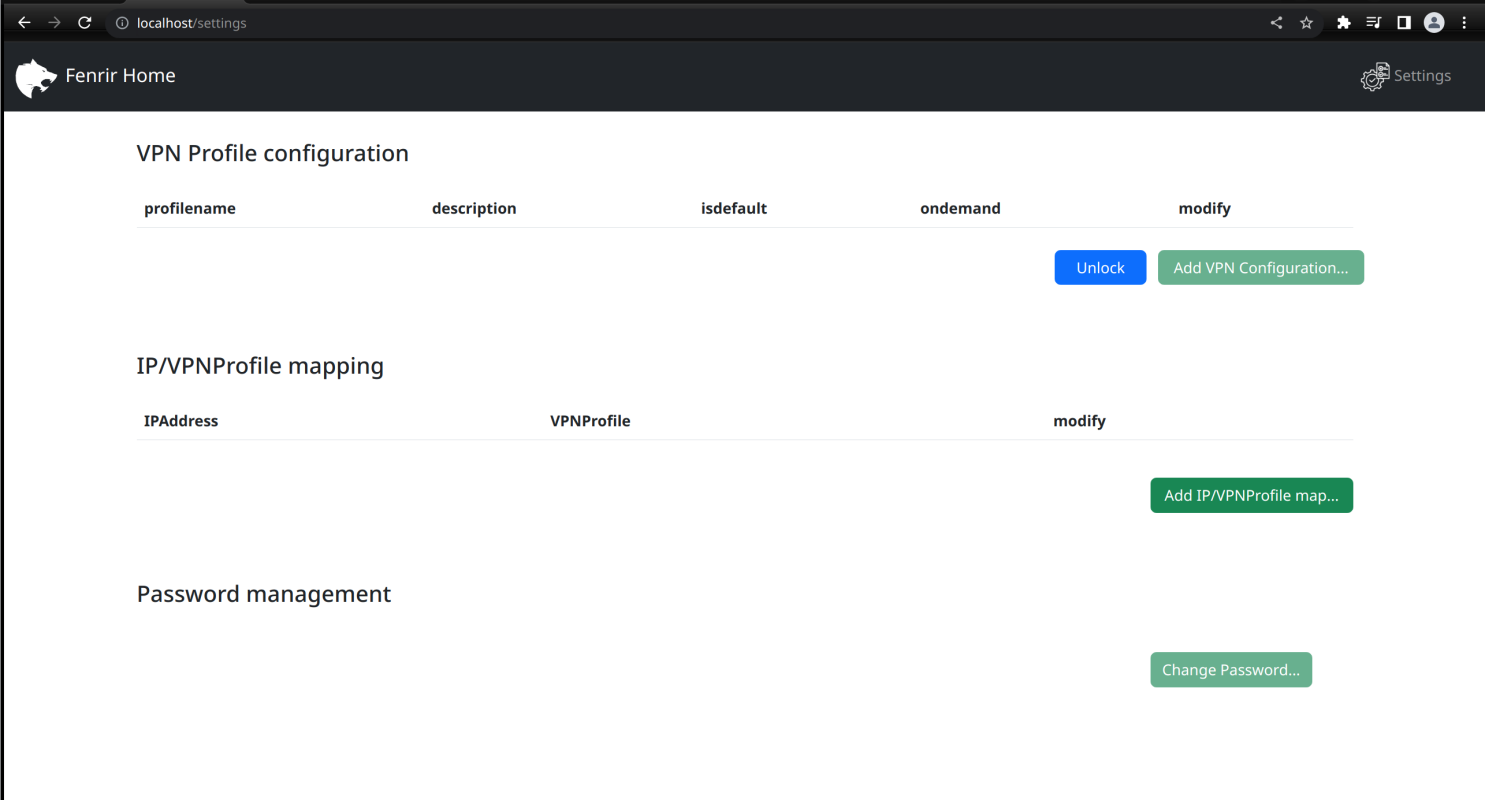 localhost/settings
Fenrir Home
Settings
VPN Profile configuration
profilename description isdefault ondemand modify
Unlock Add VPN Configuration...
IP/VPNProfile mapping
IPAddress VPNProfile modify
Add IP/VPNProfile map...
Password management
Change Password...